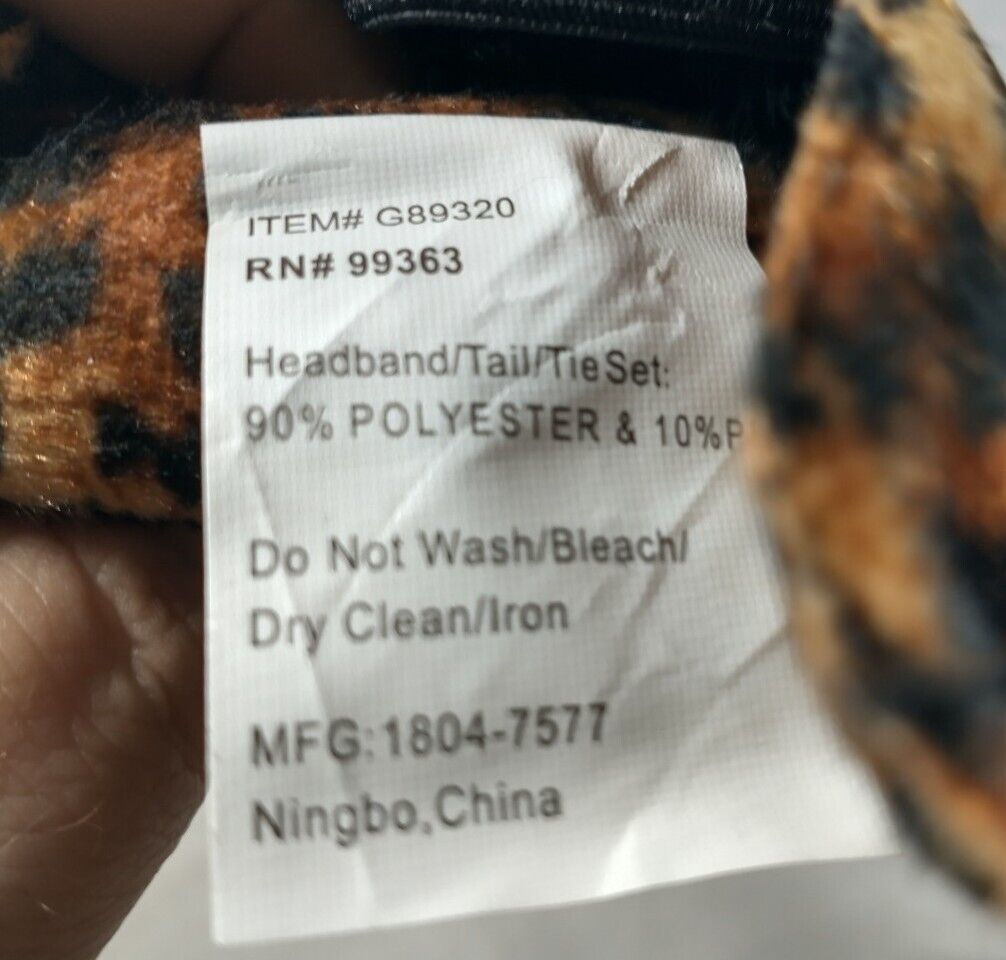 ITEM# G89320
RN# 99363
Headband/Tail/Tie Set:
90% POLYESTER & 10%P
Do Not Wash/Bleach/
Dry Clean/Iron
MFG:1804-7577
Ningbo,China